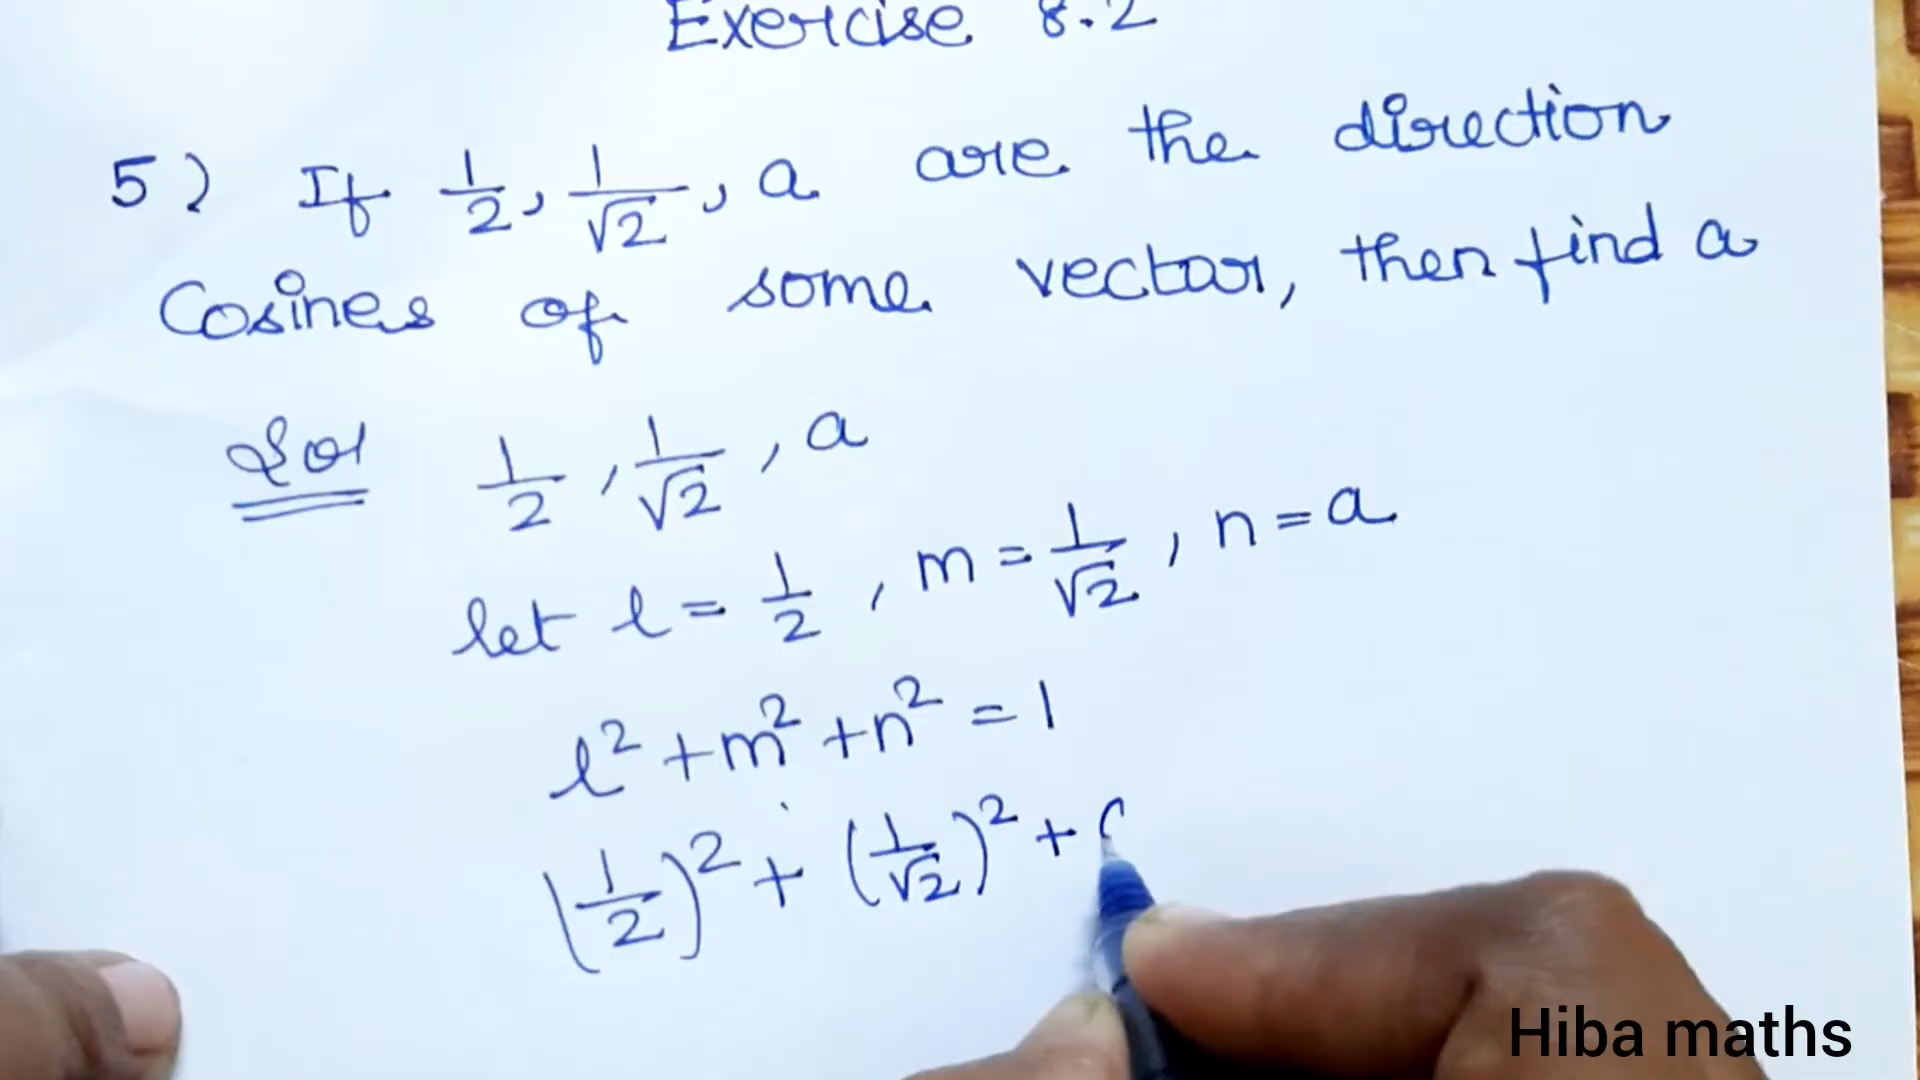 Exercise 8.2
5) If 1/2, 1/√2, a are the direction
Cosines of some vector, then find a
Sol 1/2, 1/√2, a
let l = 1/2, m = 1/√2, n = a
l² + m² + n² = 1
(1/2)² + (1/√2)² +
Hiba maths